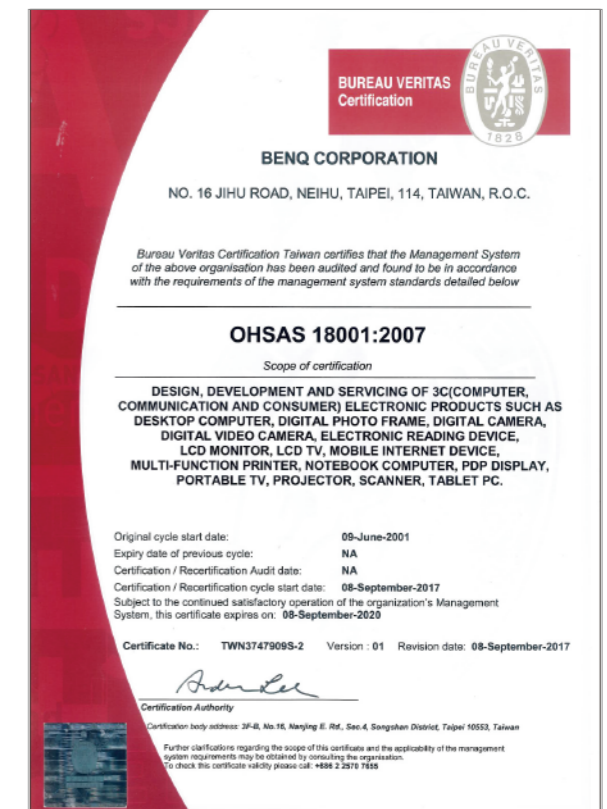 BUREAU VERITAS
Certification
BUREAU VERITAS
1828
BENQ CORPORATION
NO. 16 JIHU ROAD, NEIHU, TAIPEI, 114, TAIWAN, R.O.C.
Bureau Veritas Certification Taiwan certifies that the Management System
of the above organisation has been audited and found to be in accordance
with the requirements of the management system standards detailed below
OHSAS 18001:2007
Scope of certification
DESIGN, DEVELOPMENT AND SERVICING OF 3C(COMPUTER,
COMMUNICATION AND CONSUMER) ELECTRONIC PRODUCTS SUCH AS
DESKTOP COMPUTER, DIGITAL PHOTO FRAME, DIGITAL CAMERA,
DIGITAL VIDEO CAMERA, ELECTRONIC READING DEVICE,
LCD MONITOR, LCD TV, MOBILE INTERNET DEVICE,
MULTI-FUNCTION PRINTER, NOTEBOOK COMPUTER, PDP DISPLAY,
PORTABLE TV, PROJECTOR, SCANNER, TABLET PC.
Original cycle start date: 09-June-2001
Expiry date of previous cycle: NA
Certification / Recertification Audit date: NA
Certification / Recertification cycle start date: 08-September-2017
Subject to the continued satisfactory operation of the organization's Management
System, this certificate expires on: 08-September-2020
Certificate No.: TWN3747909S-2 Version : 01 Revision date: 08-September-2017
Certification Authority
Certification body address: 3F-B, No.16, Nanjing E. Rd., Sec.4, Songshan District, Taipei 10553, Taiwan
Further clarifications regarding the scope of this certificate and the applicability of the management
system requirements may be obtained by consulting the organisation.
To check this certificate validity please call: +886 2 2570 7655